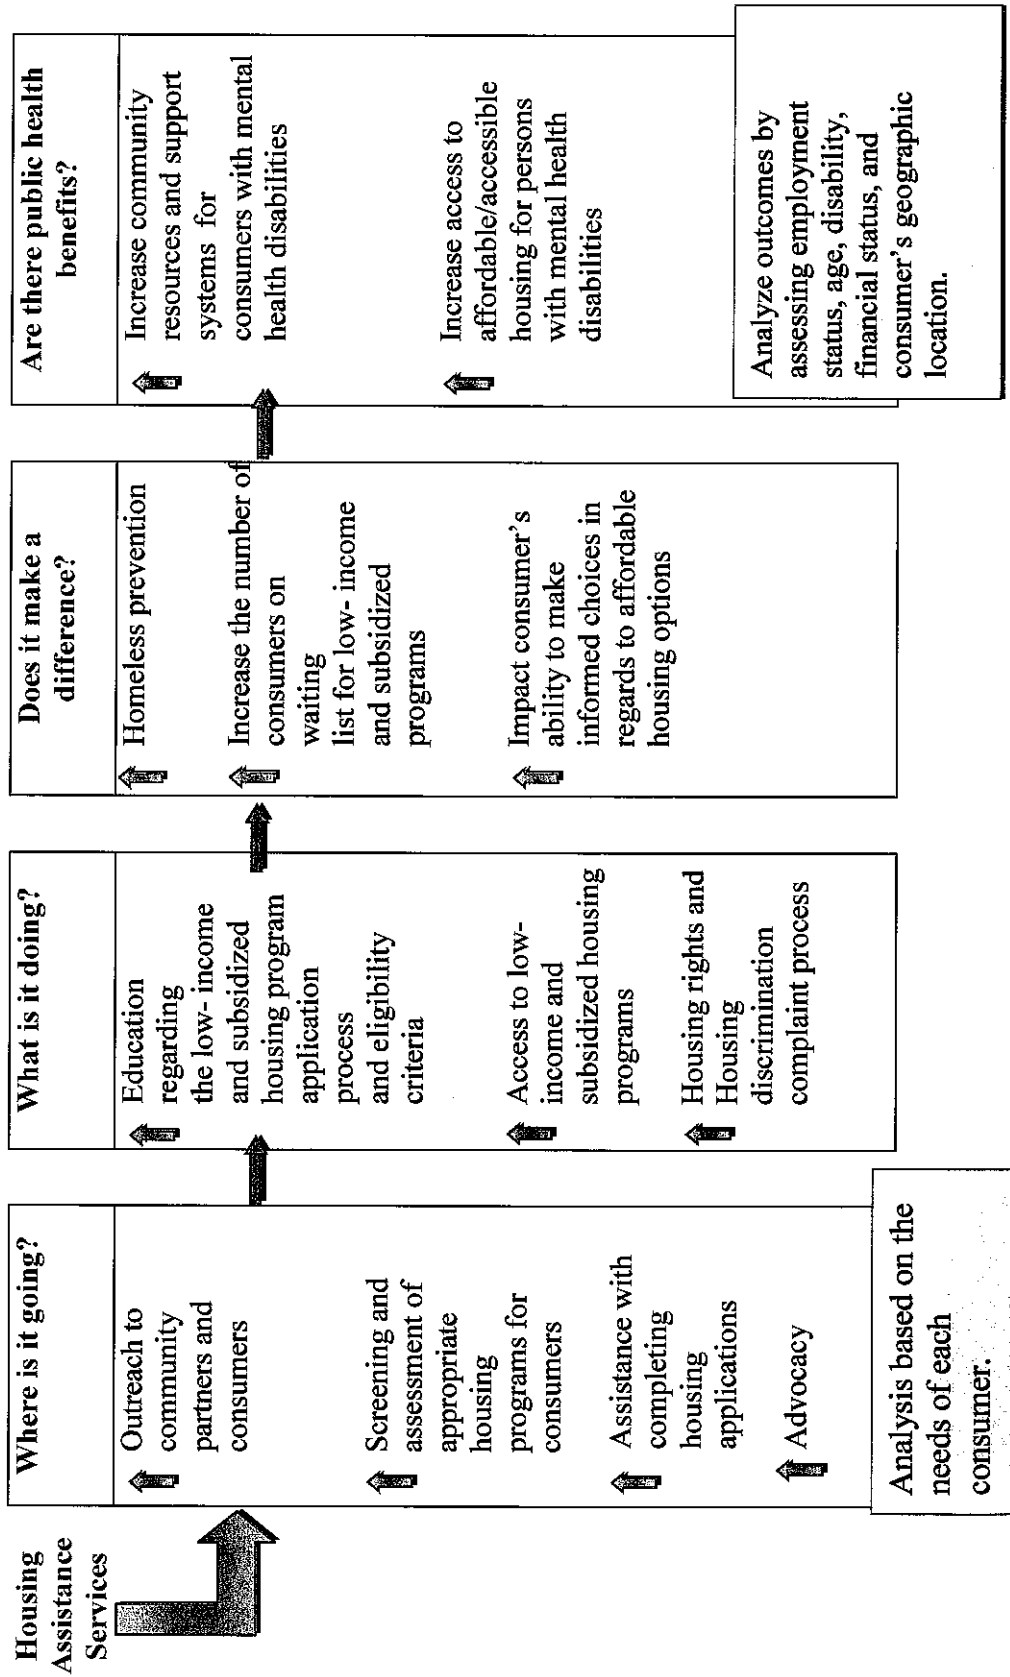 Housing
Assistance
Services
Where is it going?
Outreach to
community
partners and
consumers
Screening and
assessment of
appropriate
housing
programs for
consumers
Assistance with
completing
housing
applications
Advocacy
Analysis based on the
needs of each
consumer.
What is it doing?
Education
regarding
the low- income
and subsidized
housing program
application
process
and eligibility
criteria
Access to low-
income and
subsidized housing
programs
Housing rights and
Housing
discrimination
complaint process
Does it make a
difference?
Homeless prevention
Increase the number of
consumers on
waiting
list for low- income
and subsidized
programs
Impact consumer's
ability to make
informed choices in
regards to affordable
housing options
Are there public health
benefits?
Increase community
resources and support
systems for
consumers with mental
health disabilities
Increase access to
affordable/accessible
housing for persons
with mental health
disabilities
Analyze outcomes by
assessing employment
status, age, disability,
financial status, and
consumer's geographic
location.